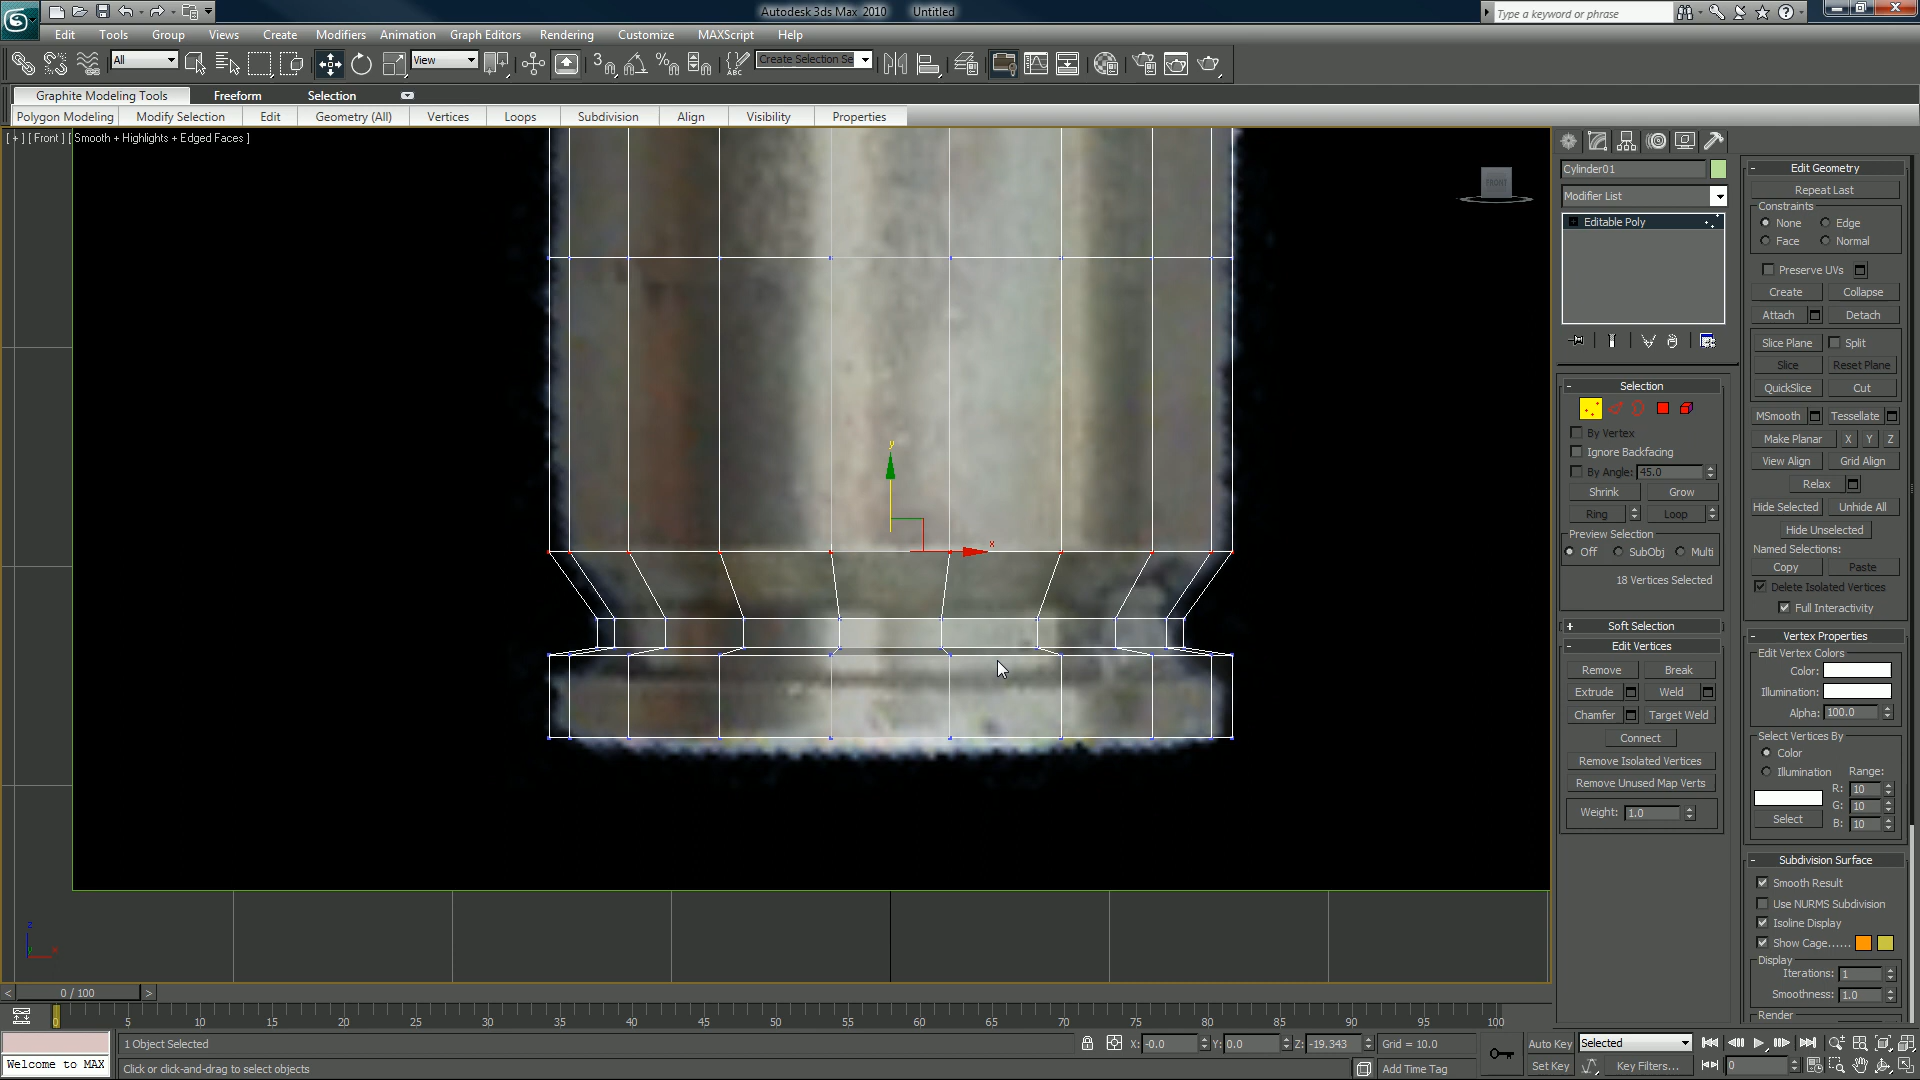 Autodesk 3ds Max 2010 Untitled
Type a keyword or phrase
Edit Tools Group Views Create Modifiers Animation Graph Editors Rendering Customize MAXScript Help
All View Create Selection Se
Graphite Modeling Tools Freeform Selection
Polygon Modeling Modify Selection Edit Geometry (All) Vertices Loops Subdivision Align Visibility Properties
[ + ] [ Front ] [ Smooth + Highlights + Edged Faces ]
FRONT
y
x
Cylinder01
Modifier List
Editable Poly
- Selection
By Vertex
Ignore Backfacing
By Angle: 45.0
Shrink Grow
Ring Loop
Preview Selection
Off SubObj Multi
18 Vertices Selected
+ Soft Selection
- Edit Vertices
Remove Break
Extrude Weld
Chamfer Target Weld
Connect
Remove Isolated Vertices
Remove Unused Map Verts
Weight: 1.0
- Edit Geometry
Repeat Last
Constraints
None Edge
Face Normal
Preserve UVs
Create Collapse
Attach Detach
Slice Plane Split
Slice Reset Plane
QuickSlice Cut
MSmooth Tessellate
Make Planar X Y Z
View Align Grid Align
Relax
Hide Selected Unhide All
Hide Unselected
Named Selections:
Copy Paste
Delete Isolated Vertices
Full Interactivity
- Vertex Properties
Edit Vertex Colors
Color:
Illumination:
Alpha: 100.0
Select Vertices By
Color
Illumination Range:
R: 10
G: 10
B: 10
Select
- Subdivision Surface
Smooth Result
Use NURMS Subdivision
Isoline Display
Show Cage......
Display
Iterations: 1
Smoothness: 1.0
Render
z
x
< 0 / 100 >
0 5 10 15 20 25 30 35 40 45 50 55 60 65 70 75 80 85 90 95 100
1 Object Selected X: -0.0 Y: 0.0 Z: -19.343 Grid = 10.0 Auto Key Selected
Welcome to MAX Click or click-and-drag to select objects Add Time Tag Set Key Key Filters... 0